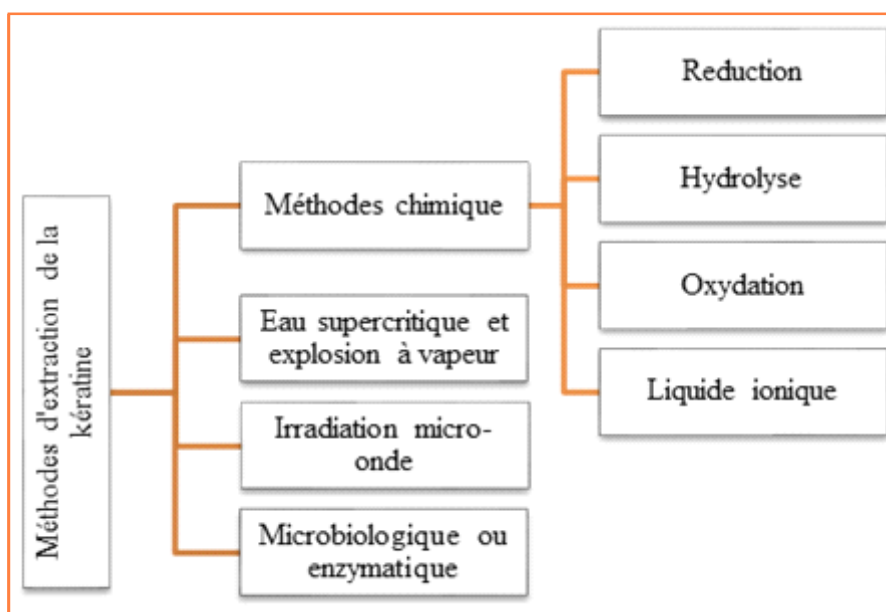 Méthodes d'extraction de la
kératine
Méthodes chimique
Eau supercritique et
explosion à vapeur
Irradiation micro-
onde
Microbiologique ou
enzymatique
Reduction
Hydrolyse
Oxydation
Liquide ionique